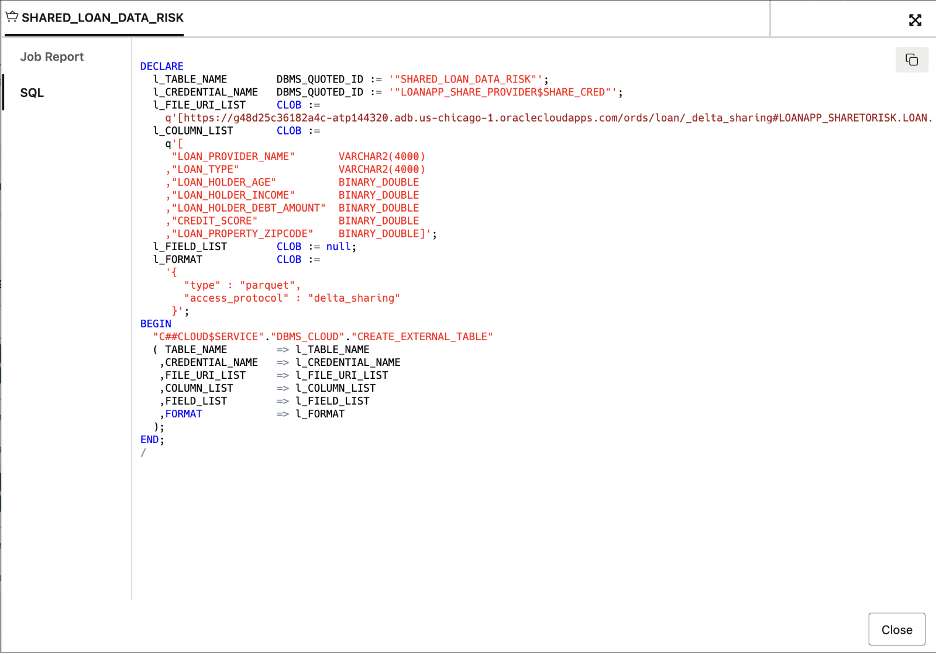 SHARED_LOAN_DATA_RISK
Job Report
SQL
DECLARE
l_TABLE_NAME DBMS_QUOTED_ID := '"SHARED_LOAN_DATA_RISK"';
l_CREDENTIAL_NAME DBMS_QUOTED_ID := '"LOANAPP_SHARE_PROVIDER$SHARE_CRED"';
l_FILE_URI_LIST CLOB :=
q'[https://g48d25c36182a4c-atp144320.adb.us-chicago-1.oraclecloudapps.com/ords/loan/_delta_sharing#LOANAPP_SHARETORISK.LOAN.
l_COLUMN_LIST CLOB :=
q'[
"LOAN_PROVIDER_NAME" VARCHAR2(4000)
,"LOAN_TYPE" VARCHAR2(4000)
,"LOAN_HOLDER_AGE" BINARY_DOUBLE
,"LOAN_HOLDER_INCOME" BINARY_DOUBLE
,"LOAN_HOLDER_DEBT_AMOUNT" BINARY_DOUBLE
,"CREDIT_SCORE" BINARY_DOUBLE
,"LOAN_PROPERTY_ZIPCODE" BINARY_DOUBLE]';
l_FIELD_LIST CLOB := null;
l_FORMAT CLOB :=
'{
"type" : "parquet",
"access_protocol" : "delta_sharing"
}';
BEGIN
"C##CLOUD$SERVICE"."DBMS_CLOUD"."CREATE_EXTERNAL_TABLE"
( TABLE_NAME => l_TABLE_NAME
,CREDENTIAL_NAME => l_CREDENTIAL_NAME
,FILE_URI_LIST => l_FILE_URI_LIST
,COLUMN_LIST => l_COLUMN_LIST
,FIELD_LIST => l_FIELD_LIST
,FORMAT => l_FORMAT
);
END;
/
Close